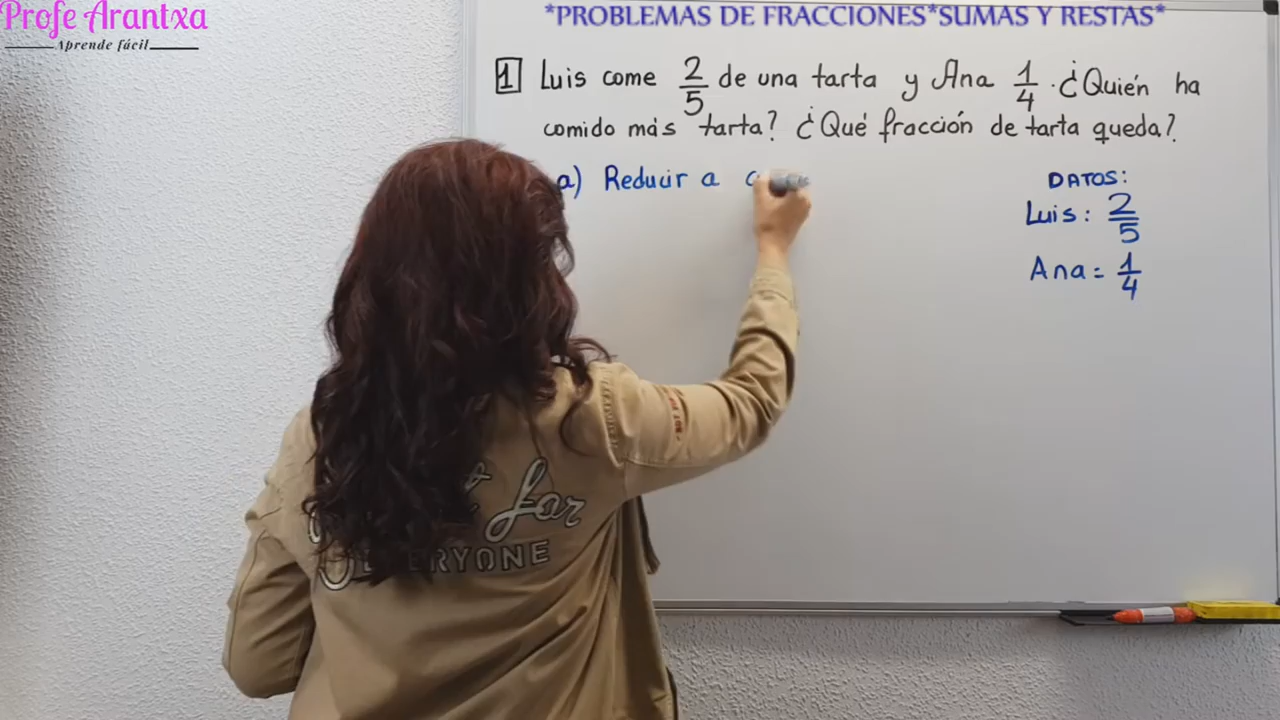 Profe Arantxa
Aprende fácil
*PROBLEMAS DE FRACCIONES*SUMAS Y RESTAS*
1 Luis come 2/5 de una tarta y Ana 1/4. ¿Quién ha
comido más tarta? ¿Qué fracción de tarta queda?
a) Reducir a
DATOS:
Luis: 2/5
Ana = 1/4
for
EVERYONE